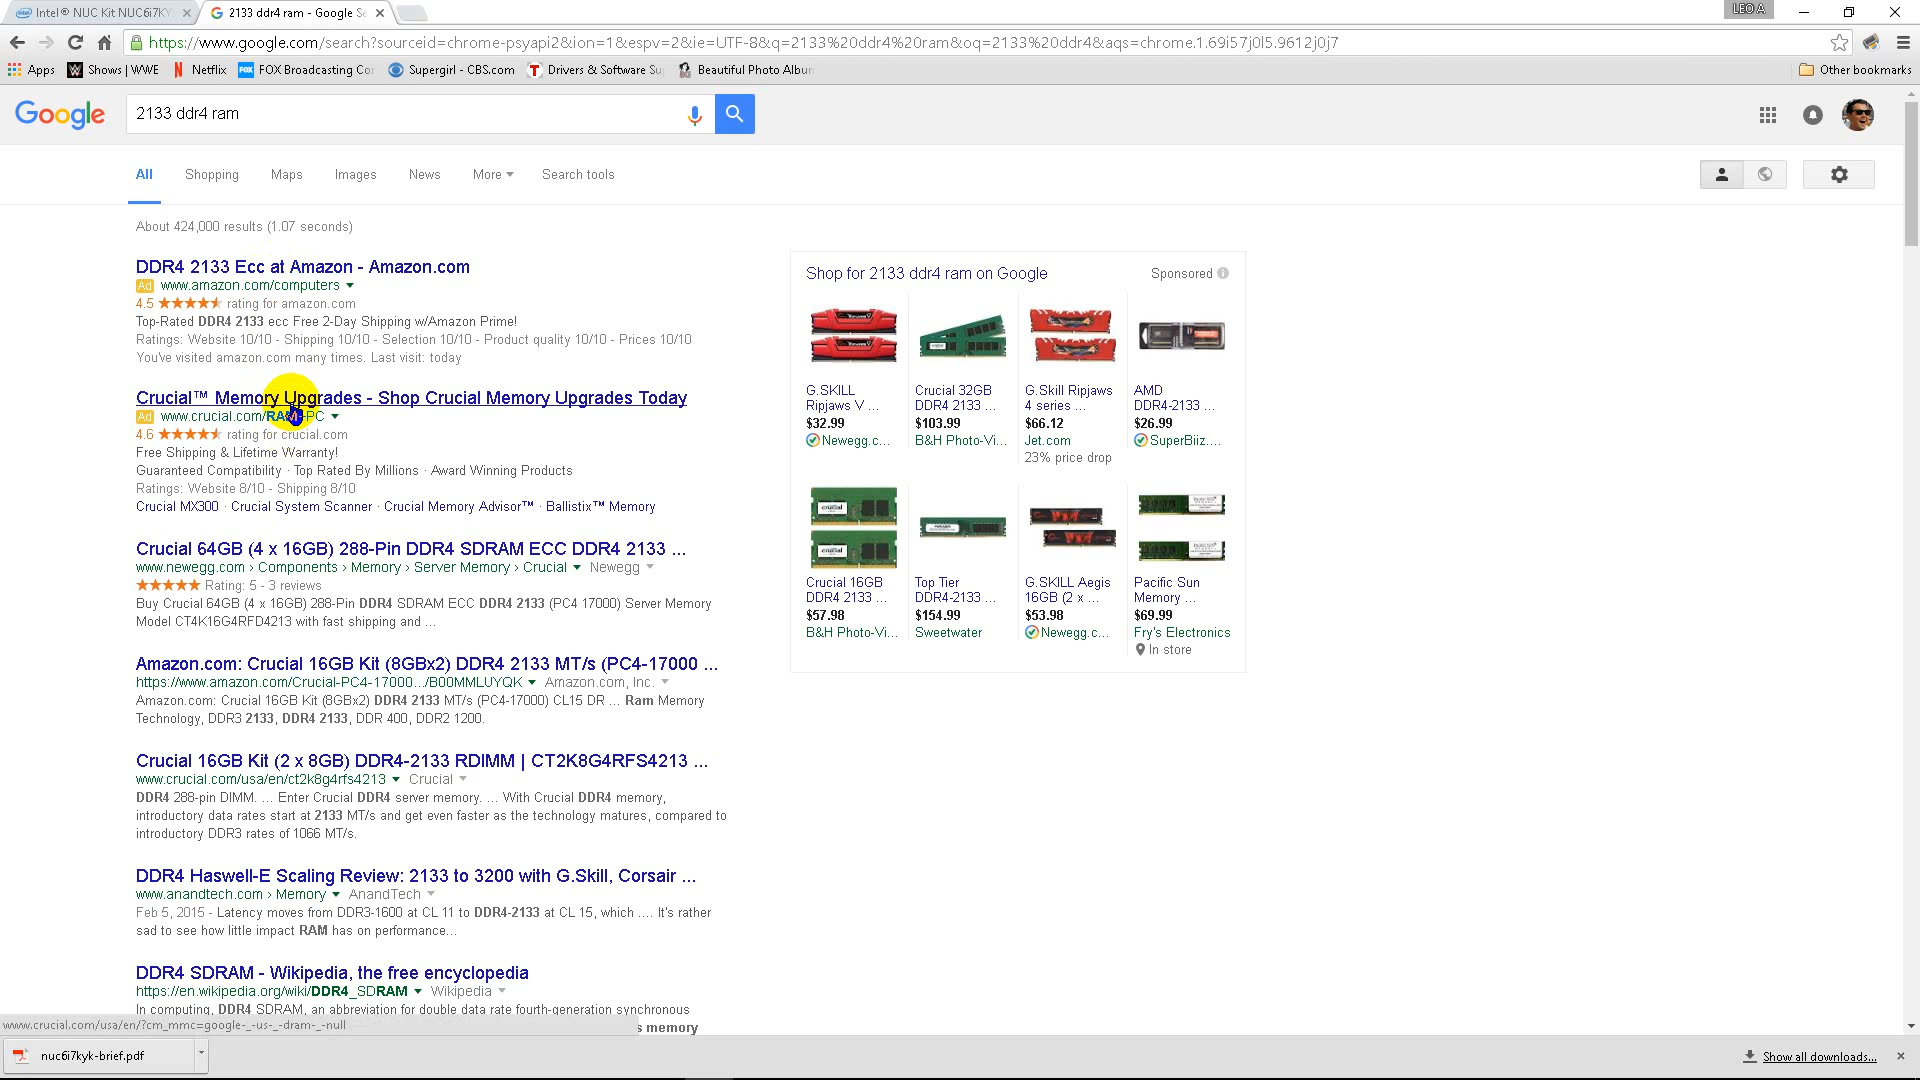 Intel® NUC Kit NUC6i7KY
2133 ddr4 ram - Google Se
LEO A
https://www.google.com/search?sourceid=chrome-psyapi2&ion=1&espv=2&ie=UTF-8&q=2133%20ddr4%20ram&oq=2133%20ddr4&aqs=chrome.1.69i57j0l5.9612j0j7
Apps
Shows | WWE
Netflix
FOX Broadcasting Co
Supergirl - CBS.com
Drivers & Software Su
Beautiful Photo Album
Other bookmarks
Google
2133 ddr4 ram
All
Shopping
Maps
Images
News
More
Search tools
About 424,000 results (1.07 seconds)
DDR4 2133 Ecc at Amazon - Amazon.com
Ad www.amazon.com/computers
4.5 rating for amazon.com
Top-Rated DDR4 2133 ecc Free 2-Day Shipping w/Amazon Prime!
Ratings: Website 10/10 - Shipping 10/10 - Selection 10/10 - Product quality 10/10 - Prices 10/10
You've visited amazon.com many times. Last visit: today
Crucial™ Memory Upgrades - Shop Crucial Memory Upgrades Today
Ad www.crucial.com/RAM-PC
4.6 rating for crucial.com
Free Shipping & Lifetime Warranty!
Guaranteed Compatibility · Top Rated By Millions · Award Winning Products
Ratings: Website 8/10 - Shipping 8/10
Crucial MX300 · Crucial System Scanner · Crucial Memory Advisor™ · Ballistix™ Memory
Crucial 64GB (4 x 16GB) 288-Pin DDR4 SDRAM ECC DDR4 2133 ...
www.newegg.com › Components › Memory › Server Memory › Crucial Newegg
Rating: 5 - 3 reviews
Buy Crucial 64GB (4 x 16GB) 288-Pin DDR4 SDRAM ECC DDR4 2133 (PC4 17000) Server Memory
Model CT4K16G4RFD4213 with fast shipping and ...
Amazon.com: Crucial 16GB Kit (8GBx2) DDR4 2133 MT/s (PC4-17000 ...
https://www.amazon.com/Crucial-PC4-17000.../B00MMLUYQK Amazon.com, Inc.
Amazon.com: Crucial 16GB Kit (8GBx2) DDR4 2133 MT/s (PC4-17000) CL15 DR ... Ram Memory
Technology, DDR3 2133, DDR4 2133, DDR 400, DDR2 1200.
Crucial 16GB Kit (2 x 8GB) DDR4-2133 RDIMM | CT2K8G4RFS4213 ...
www.crucial.com/usa/en/ct2k8g4rfs4213 Crucial
DDR4 288-pin DIMM. ... Enter Crucial DDR4 server memory. ... With Crucial DDR4 memory,
introductory data rates start at 2133 MT/s and get even faster as the technology matures, compared to
introductory DDR3 rates of 1066 MT/s.
DDR4 Haswell-E Scaling Review: 2133 to 3200 with G.Skill, Corsair ...
www.anandtech.com › Memory AnandTech
Feb 5, 2015 - Latency moves from DDR3-1600 at CL 11 to DDR4-2133 at CL 15, which .... It's rather
sad to see how little impact RAM has on performance...
DDR4 SDRAM - Wikipedia, the free encyclopedia
https://en.wikipedia.org/wiki/DDR4_SDRAM Wikipedia
In computing, DDR4 SDRAM, an abbreviation for double data rate fourth-generation synchronous
s memory
Shop for 2133 ddr4 ram on Google
Sponsored
G.SKILL
Ripjaws V ...
$32.99
Newegg.c...
Crucial 32GB
DDR4 2133 ...
$103.99
B&H Photo-Vi...
G.Skill Ripjaws
4 series ...
$66.12
Jet.com
23% price drop
AMD
DDR4-2133 ...
$26.99
SuperBiiz....
crucial
crucial
Crucial 16GB
DDR4 2133 ...
$57.98
B&H Photo-Vi...
Top Tier
DDR4-2133 ...
$154.99
Sweetwater
G.SKILL Aegis
16GB (2 x ...
$53.98
Newegg.c...
Pacific Sun
Memory ...
$69.99
Fry's Electronics
In store
www.crucial.com/usa/en/?cm_mmc=google-_-us-_-dram-_-null
nuc6i7kyk-brief.pdf
Show all downloads...